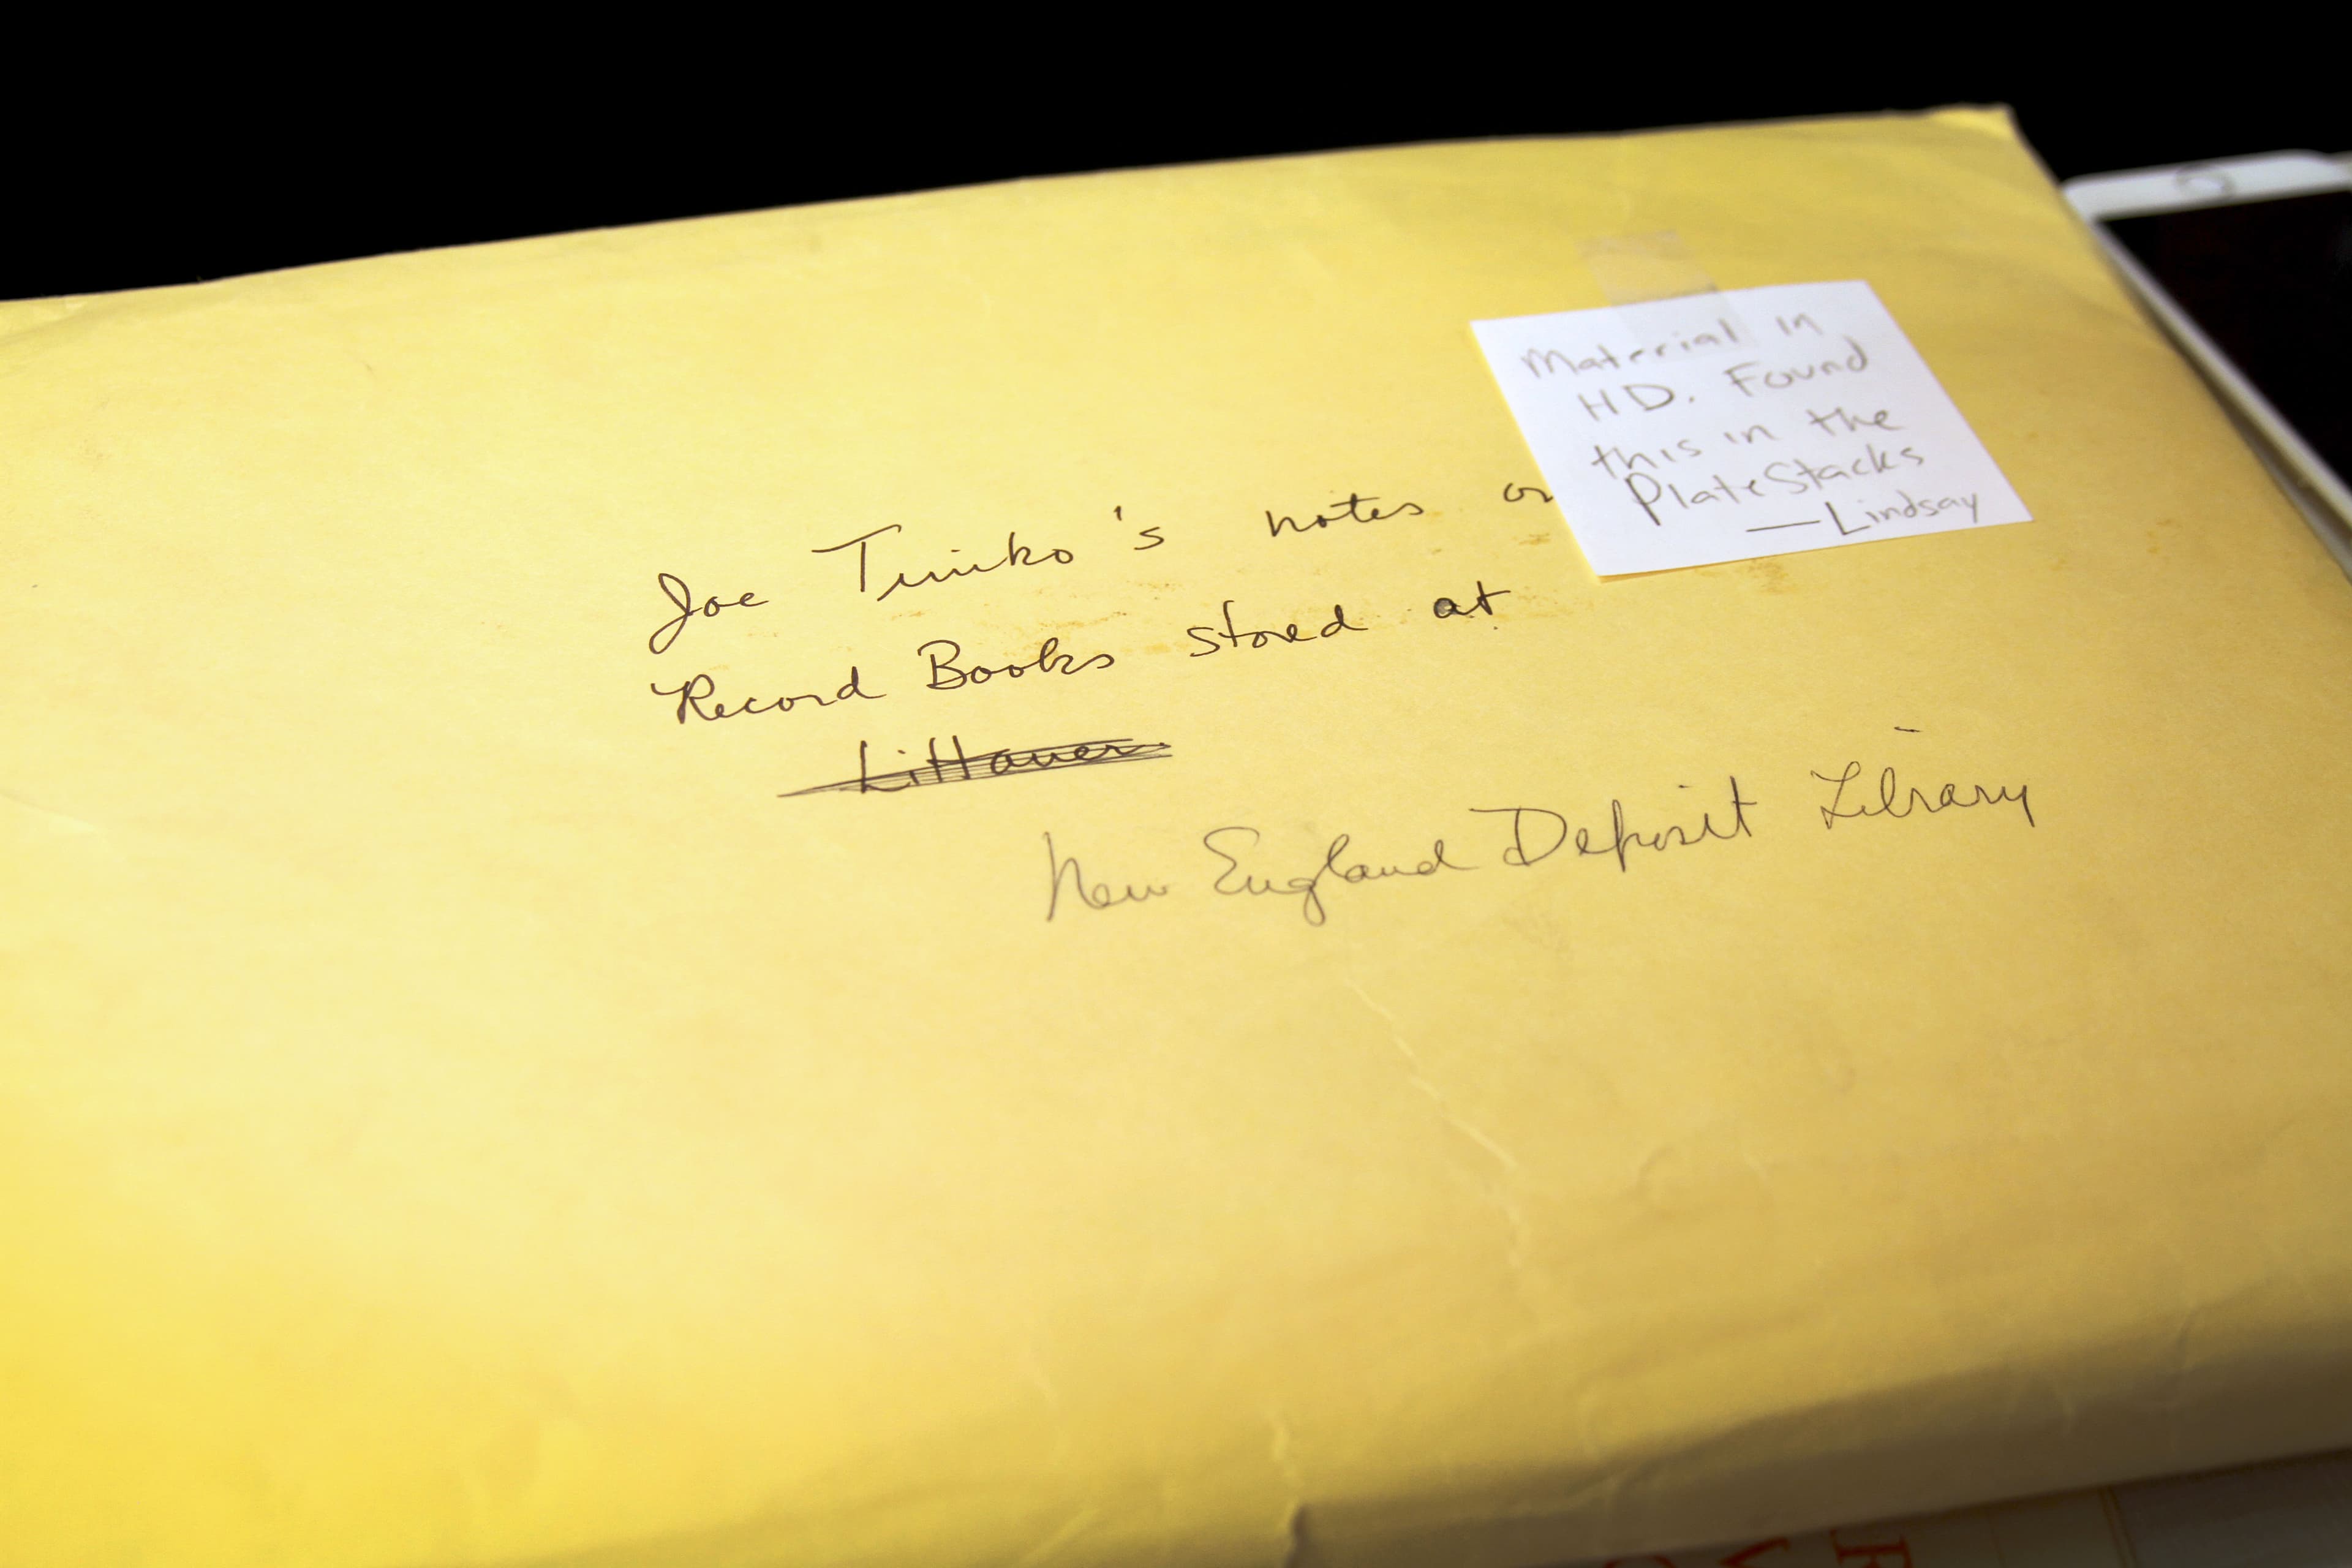 Joe Timko's notes on
Record Books stored at
Littauer
New England Deposit Library
Material in
HD. Found
this in the
PlateStacks
—Lindsay